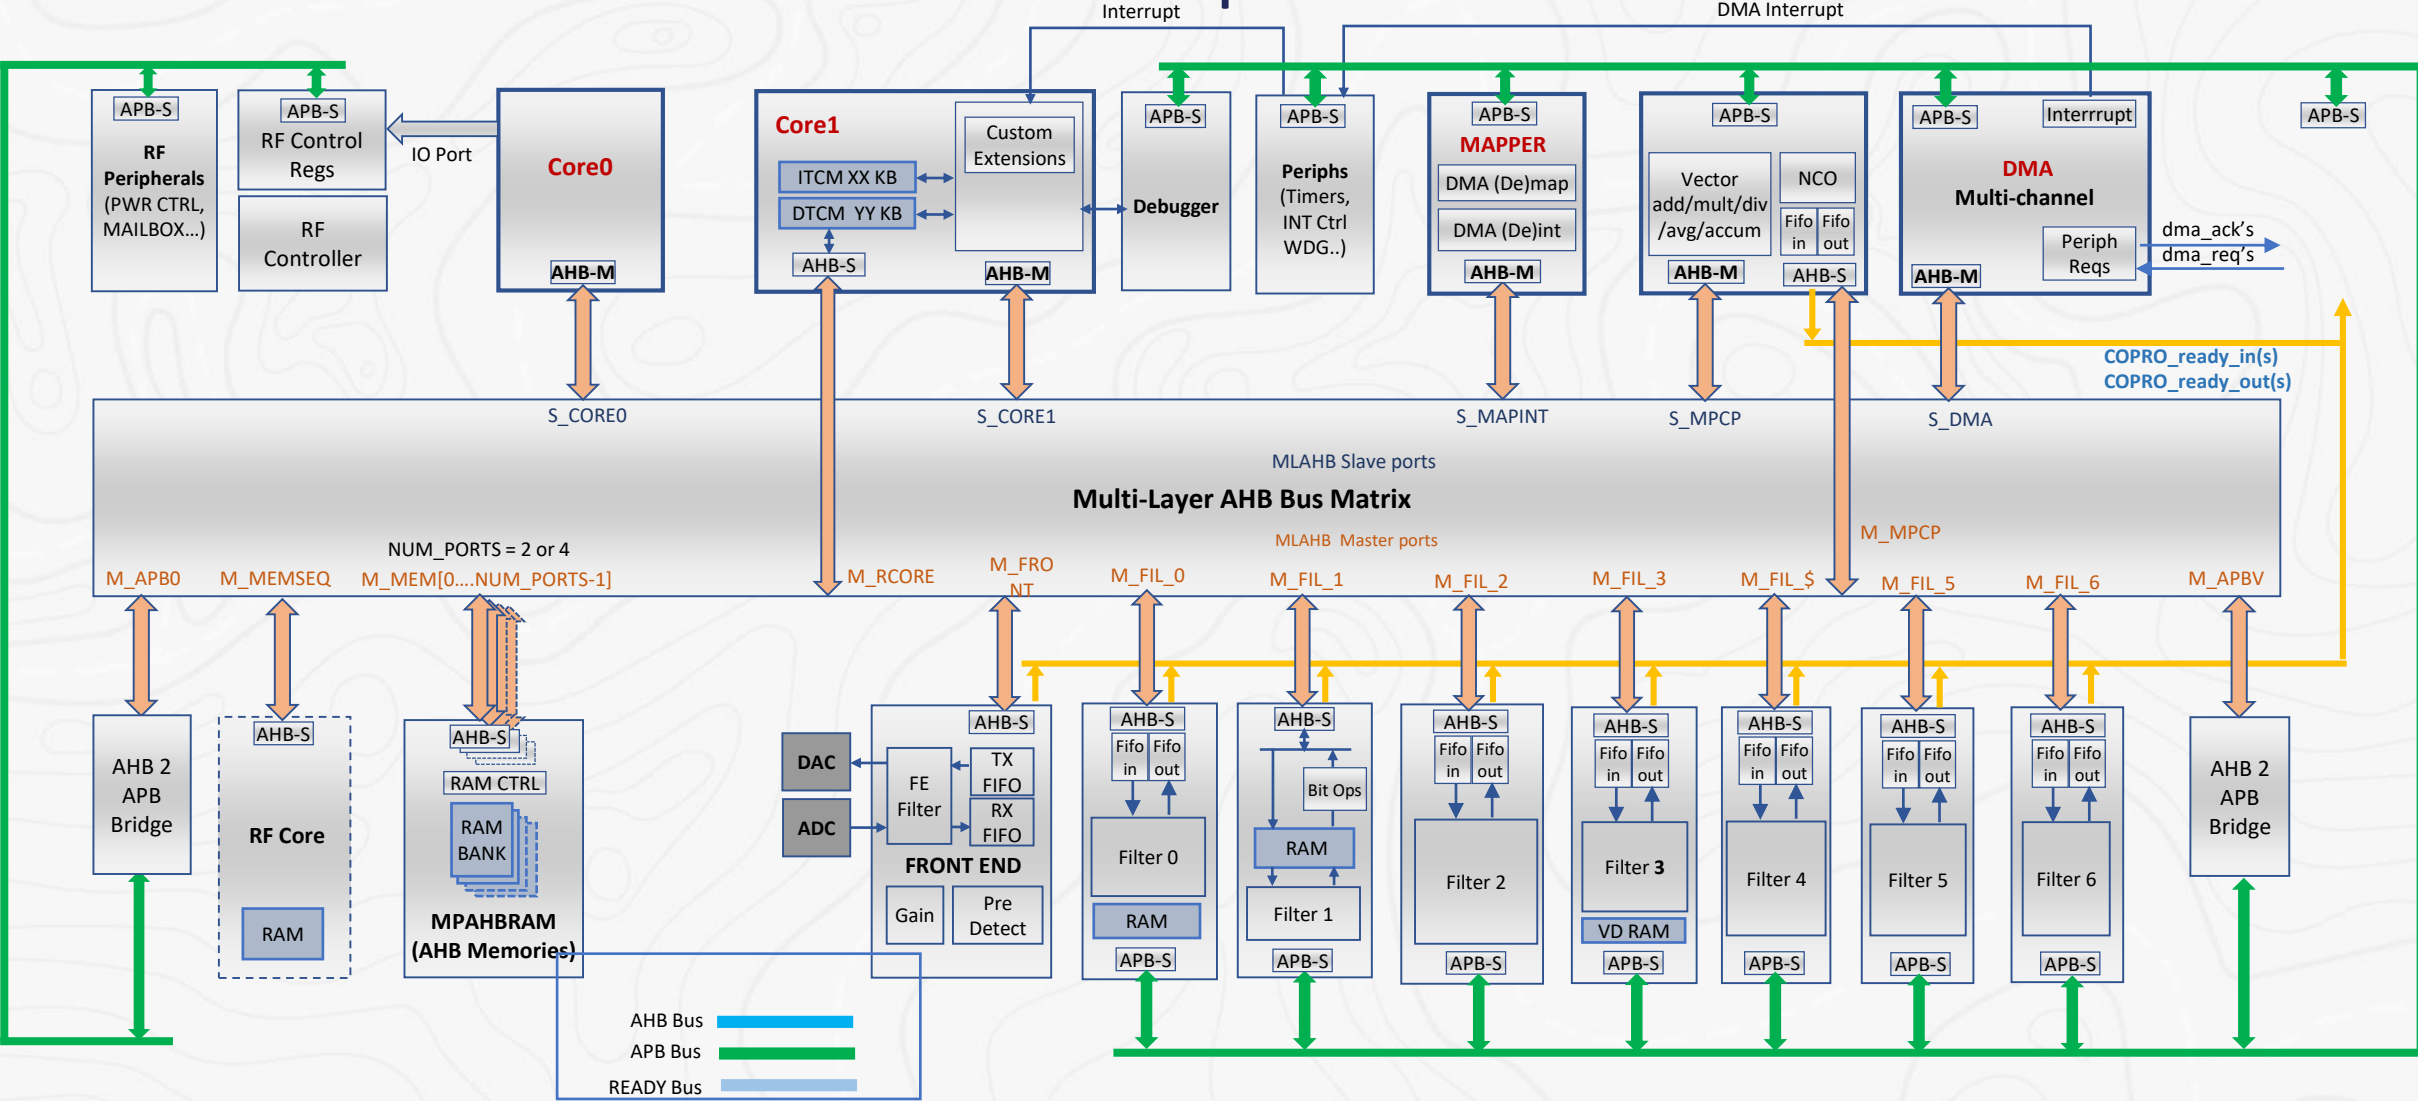 Interrupt
DMA Interrupt
APB-S
RF
Peripherals
(PWR CTRL,
MAILBOX...)
APB-S
RF Control
Regs
RF
Controller
IO Port
Core0
AHB-M
Core1
ITCM XX KB
DTCM YY KB
AHB-S
Custom
Extensions
AHB-M
APB-S
Debugger
APB-S
Periphs
(Timers,
INT Ctrl
WDG..)
APB-S
MAPPER
DMA (De)map
DMA (De)int
AHB-M
APB-S
Vector
add/mult/div
/avg/accum
NCO
Fifo
in
Fifo
out
AHB-M
AHB-S
APB-S
Interrrupt
DMA
Multi-channel
Periph
Reqs
AHB-M
dma_ack's
dma_req's
APB-S
COPRO_ready_in(s)
COPRO_ready_out(s)
S_CORE0
S_CORE1
S_MAPINT
S_MPCP
S_DMA
MLAHB Slave ports
Multi-Layer AHB Bus Matrix
MLAHB Master ports
M_MPCP
NUM_PORTS = 2 or 4
M_APB0
M_MEMSEQ
M_MEM[0....NUM_PORTS-1]
M_RCORE
M_FRO
NT
M_FIL_0
M_FIL_1
M_FIL_2
M_FIL_3
M_FIL_$
M_FIL_5
M_FIL_6
M_APBV
AHB 2
APB
Bridge
AHB-S
RF Core
RAM
AHB-S
RAM CTRL
RAM
BANK
MPAHBRAM
(AHB Memories)
DAC
ADC
AHB-S
FE
Filter
TX
FIFO
RX
FIFO
FRONT END
Gain
Pre
Detect
AHB-S
Fifo
in
Fifo
out
Filter 0
RAM
APB-S
AHB-S
Bit Ops
RAM
Filter 1
APB-S
AHB-S
Fifo
in
Fifo
out
Filter 2
APB-S
AHB-S
Fifo
in
Fifo
out
Filter 3
VD RAM
APB-S
AHB-S
Fifo
in
Fifo
out
Filter 4
APB-S
AHB-S
Fifo
in
Fifo
out
Filter 5
APB-S
AHB-S
Fifo
in
Fifo
out
Filter 6
APB-S
AHB 2
APB
Bridge
AHB Bus
APB Bus
READY Bus